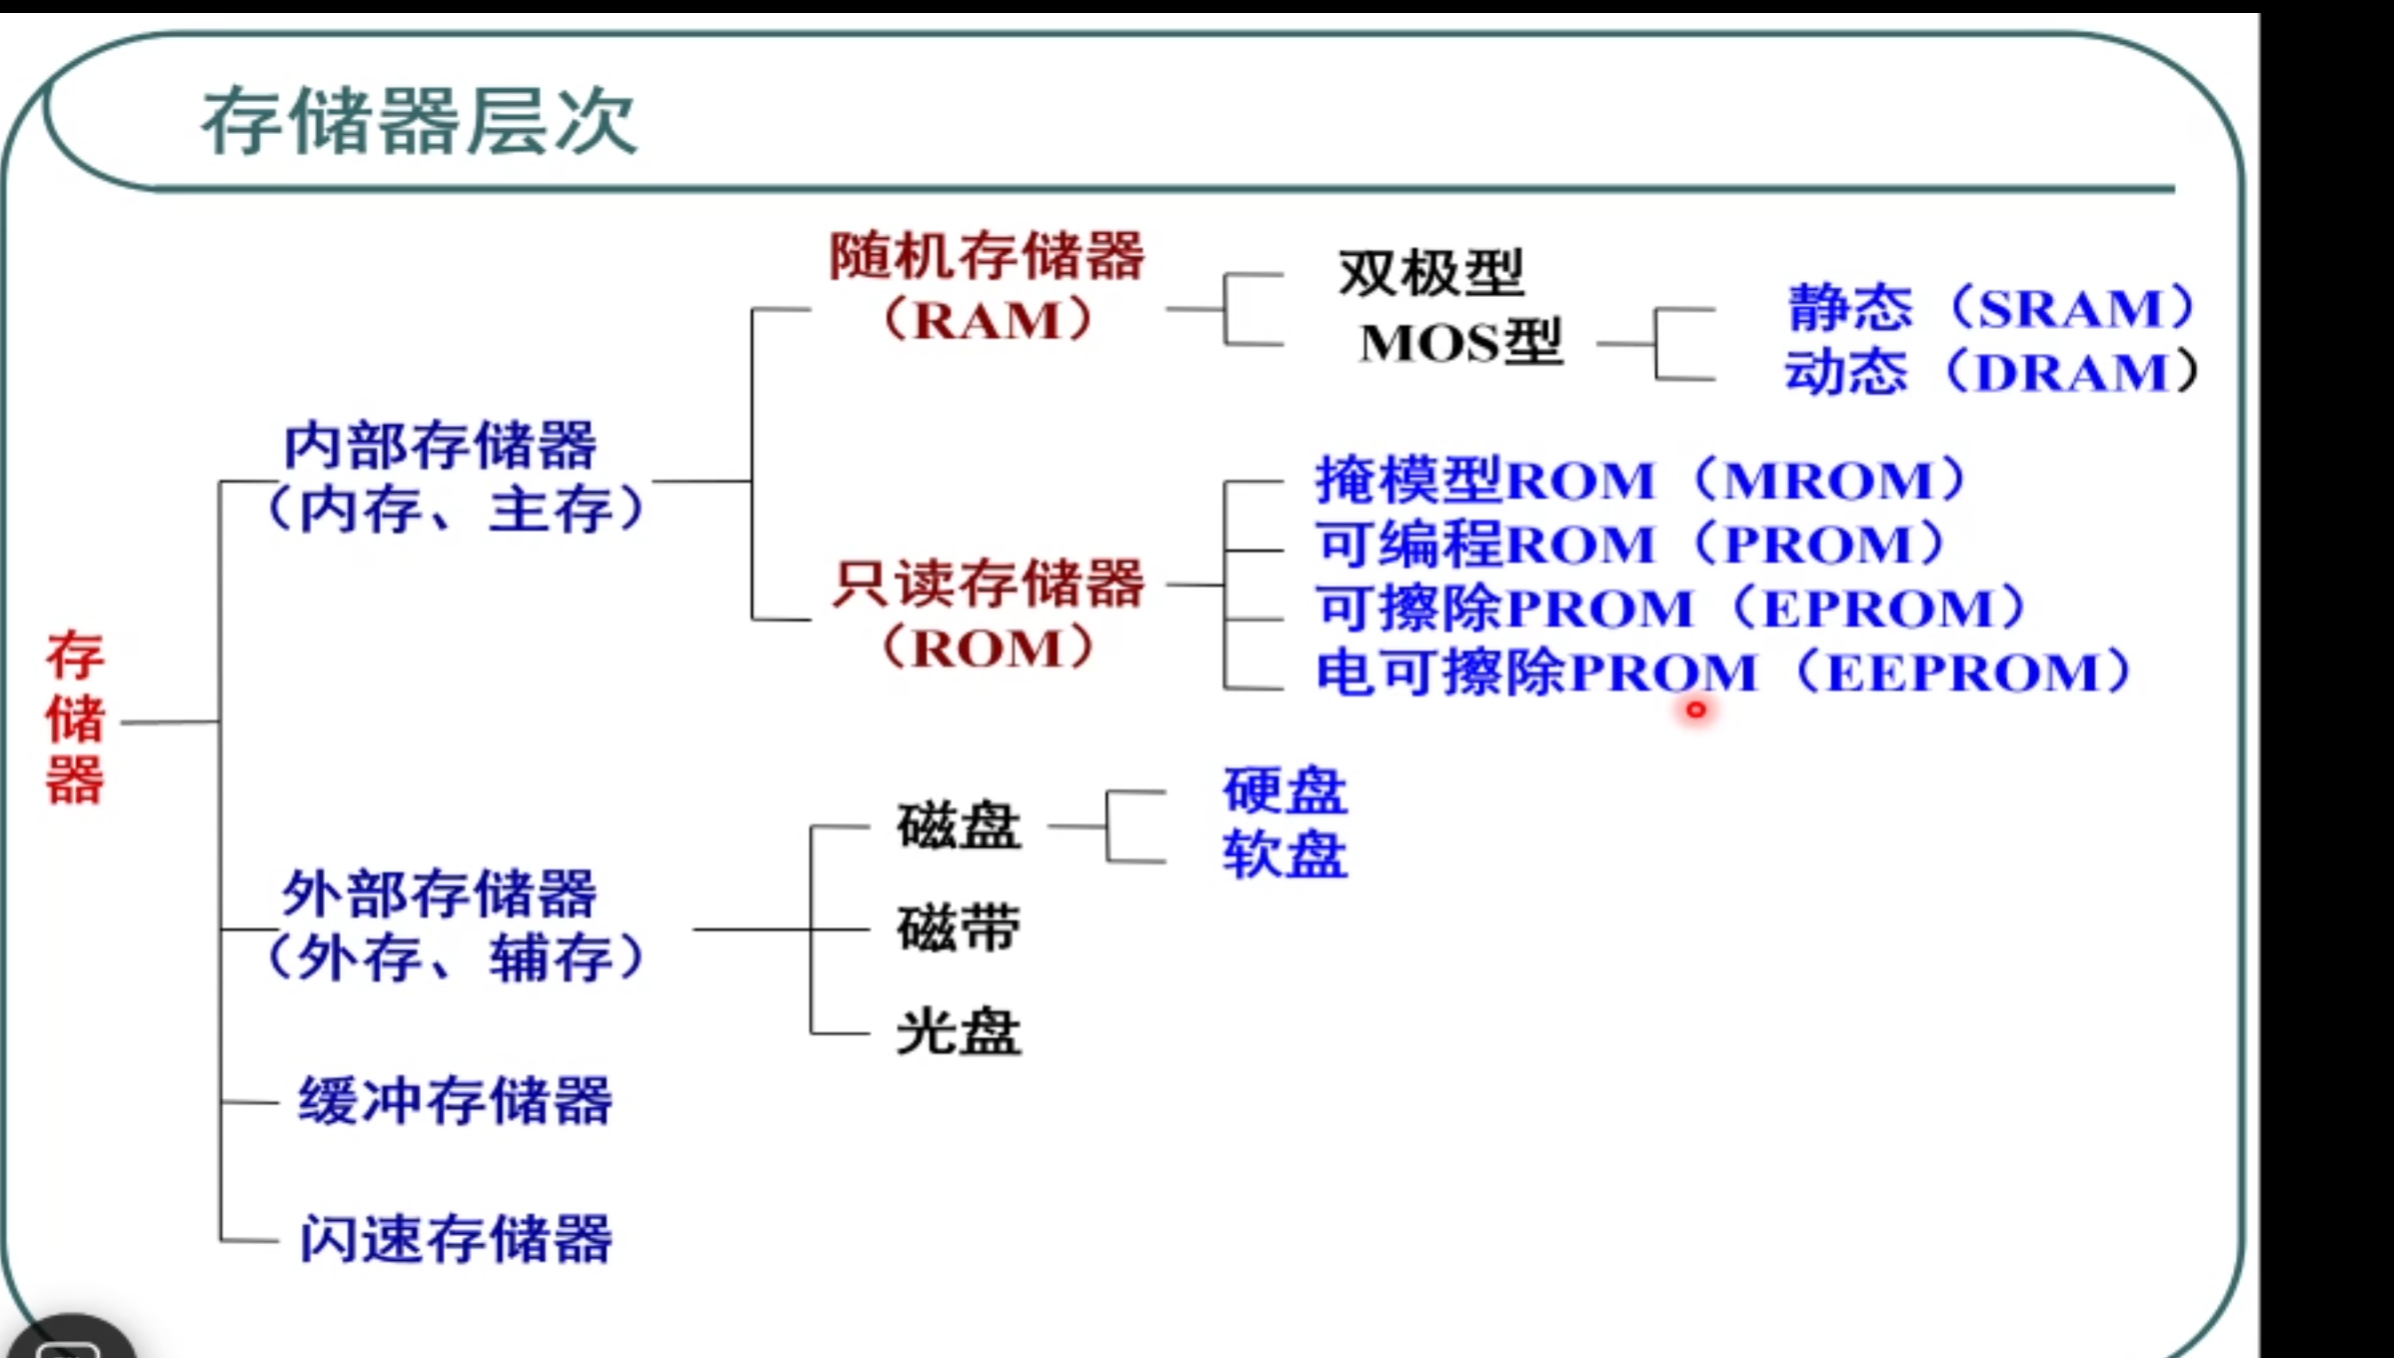 存储器层次
存储器
内部存储器
（内存、主存）
随机存储器
（RAM）
双极型
MOS型
静态（SRAM）
动态（DRAM）
只读存储器
（ROM）
掩模型ROM（MROM）
可编程ROM（PROM）
可擦除PROM（EPROM）
电可擦除PROM（EEPROM）
外部存储器
（外存、辅存）
磁盘
硬盘
软盘
磁带
光盘
缓冲存储器
闪速存储器